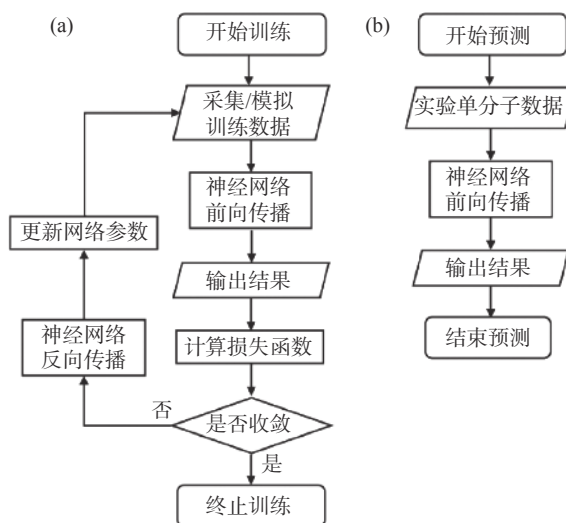 (a)
开始训练
采集/模拟
训练数据
神经网络
前向传播
更新网络参数
输出结果
神经网络
反向传播
计算损失函数
否
是否收敛
是
终止训练
(b)
开始预测
实验单分子数据
神经网络
前向传播
输出结果
结束预测